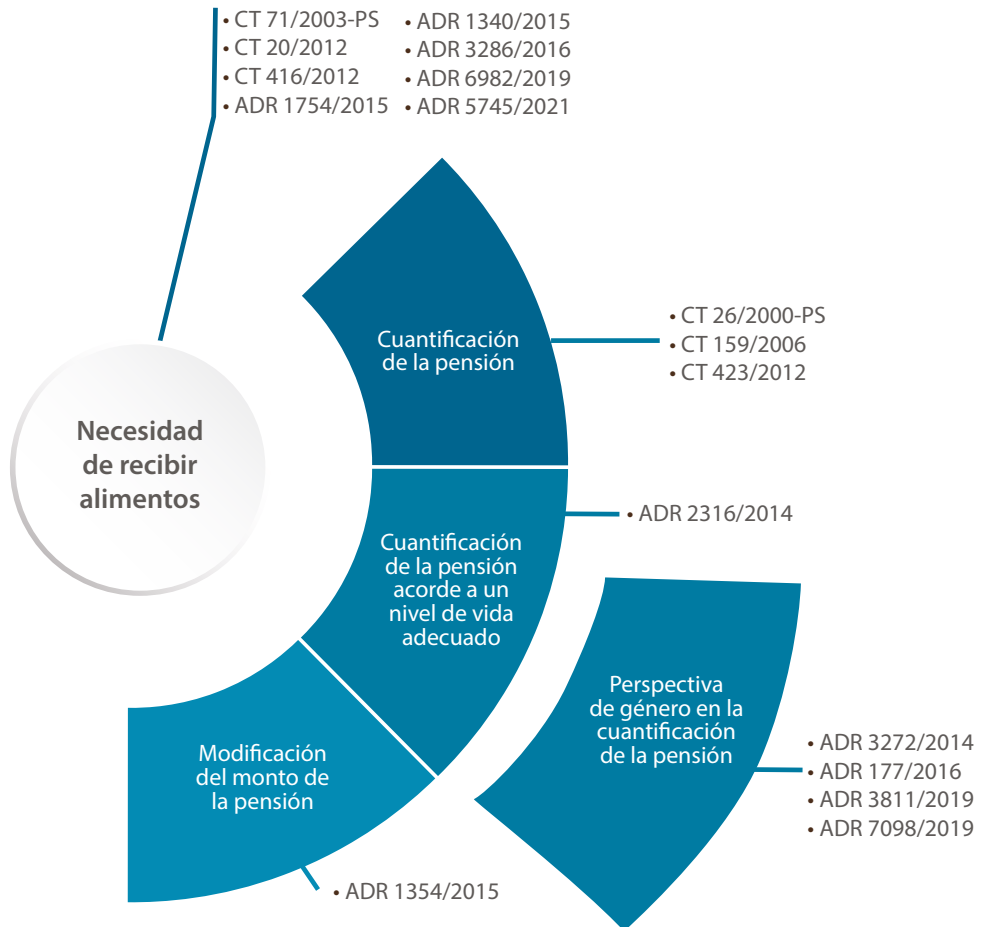 • CT 71/2003-PS
• CT 20/2012
• CT 416/2012
• ADR 1754/2015
• ADR 1340/2015
• ADR 3286/2016
• ADR 6982/2019
• ADR 5745/2021
Necesidad
de recibir
alimentos
Cuantificación
de la pensión
• CT 26/2000-PS
• CT 159/2006
• CT 423/2012
Cuantificación
de la pensión
acorde a un
nivel de vida
adecuado
• ADR 2316/2014
Perspectiva
de género en la
cuantificación
de la pensión
• ADR 3272/2014
• ADR 177/2016
• ADR 3811/2019
• ADR 7098/2019
Modificación
del monto de
la pensión
• ADR 1354/2015